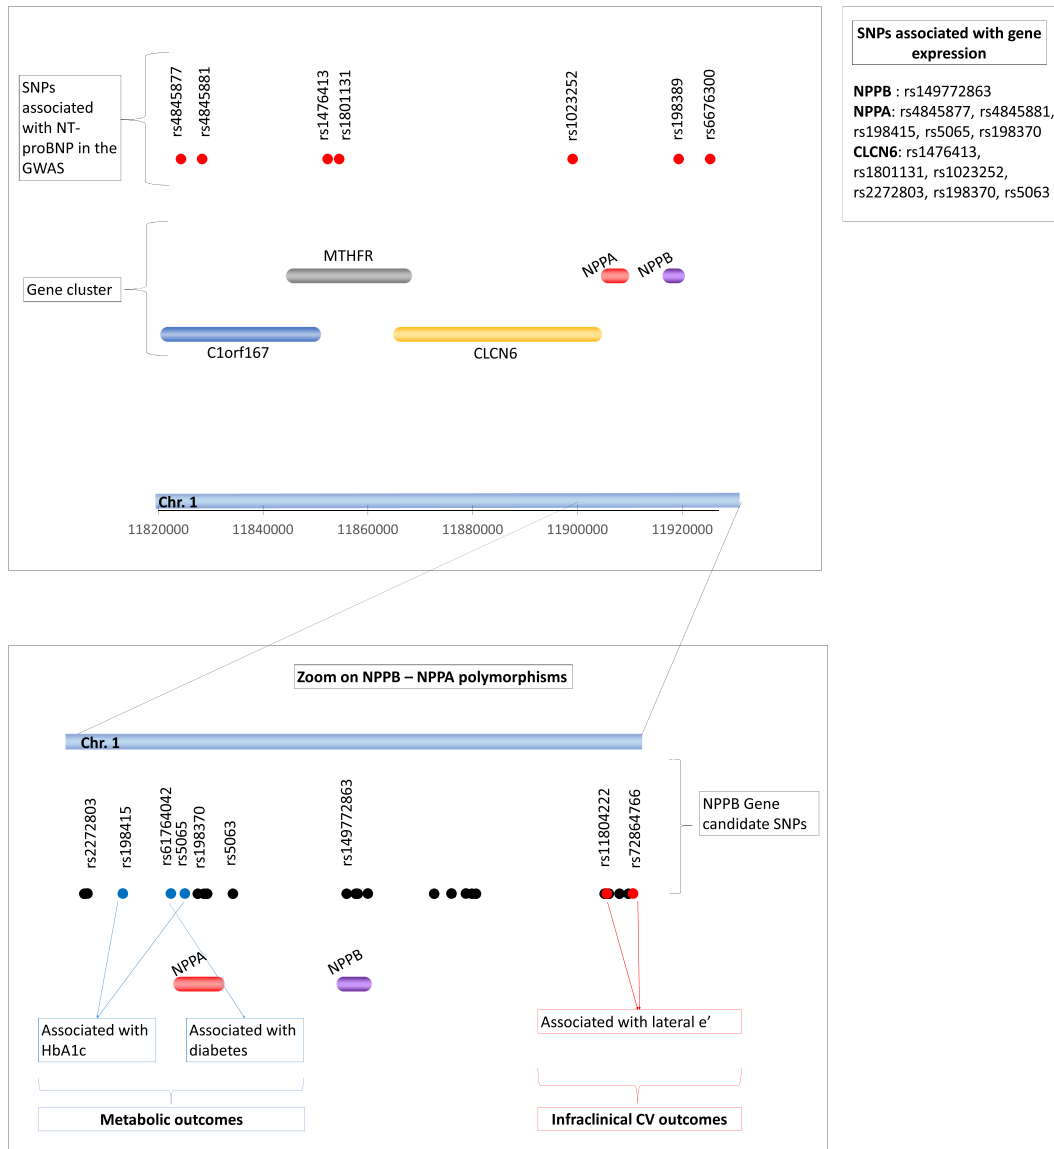 SNPs
associated
with NT-
proBNP in the
GWAS
rs4845877
rs4845881
rs1476413
rs1801131
rs1023252
rs198389
rs6676300
SNPs associated with gene
expression
NPPB : rs149772863
NPPA: rs4845877, rs4845881,
rs198415, rs5065, rs198370
CLCN6: rs1476413,
rs1801131, rs1023252,
rs2272803, rs198370, rs5063
Gene cluster
MTHFR
NPPA
NPPB
C1orf167
CLCN6
Chr. 1
11820000
11840000
11860000
11880000
11900000
11920000
Zoom on NPPB – NPPA polymorphisms
Chr. 1
rs2272803
rs198415
rs61764042
rs5065
rs198370
rs5063
rs149772863
rs11804222
rs72864766
NPPB Gene
candidate SNPs
NPPA
NPPB
Associated with
HbA1c
Associated with
diabetes
Associated with lateral e’
Metabolic outcomes
Infraclinical CV outcomes